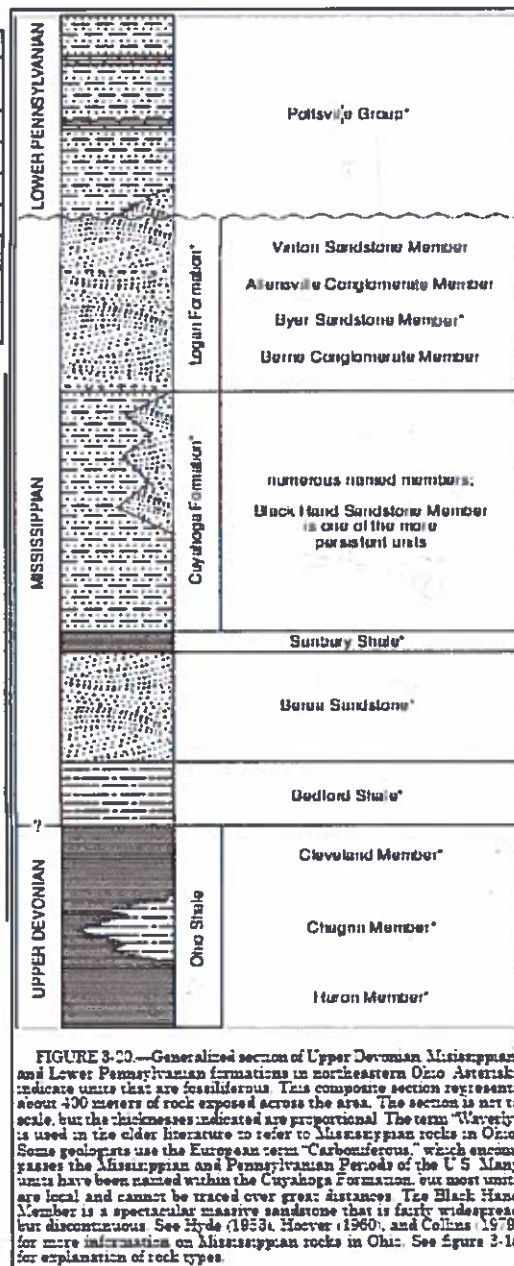 LOWER PENNSYLVANIAN
Pottsville Group*
MISSISSIPPIAN
Logan Formation*
Vinton Sandstone Member
Allensville Conglomerate Member
Byer Sandstone Member*
Berne Conglomerate Member
Cuyahoga Formation*
numerous named members;
Black Hand Sandstone Member
is one of the more
persistent units
Sunbury Shale*
Berea Sandstone*
Bedford Shale*
?
UPPER DEVONIAN
Ohio Shale
Cleveland Member*
Chagrin Member*
Huron Member*
FIGURE 8-20.—Generalized section of Upper Devonian, Mississippian,
and Lower Pennsylvanian formations in northeastern Ohio. Asterisks
indicate units that are fossiliferous. This composite section represents
about 400 meters of rock exposed across the area. The section is not to
scale, but the thicknesses indicated are proportional. The term "Waverly"
is used in the older literature to refer to Mississippian rocks in Ohio.
Some geologists use the European term "Carboniferous," which encom-
passes the Mississippian and Pennsylvanian Periods of the U.S. Many
units have been named within the Cuyahoga Formation, but most units
are local and cannot be traced over great distances. The Black Hand
Member is a spectacular massive sandstone that is fairly widespread
but discontinuous. See Hyde (1953), Hoover (1960), and Collins (1979)
for more information on Mississippian rocks in Ohio. See figure
for explanation of rock types.